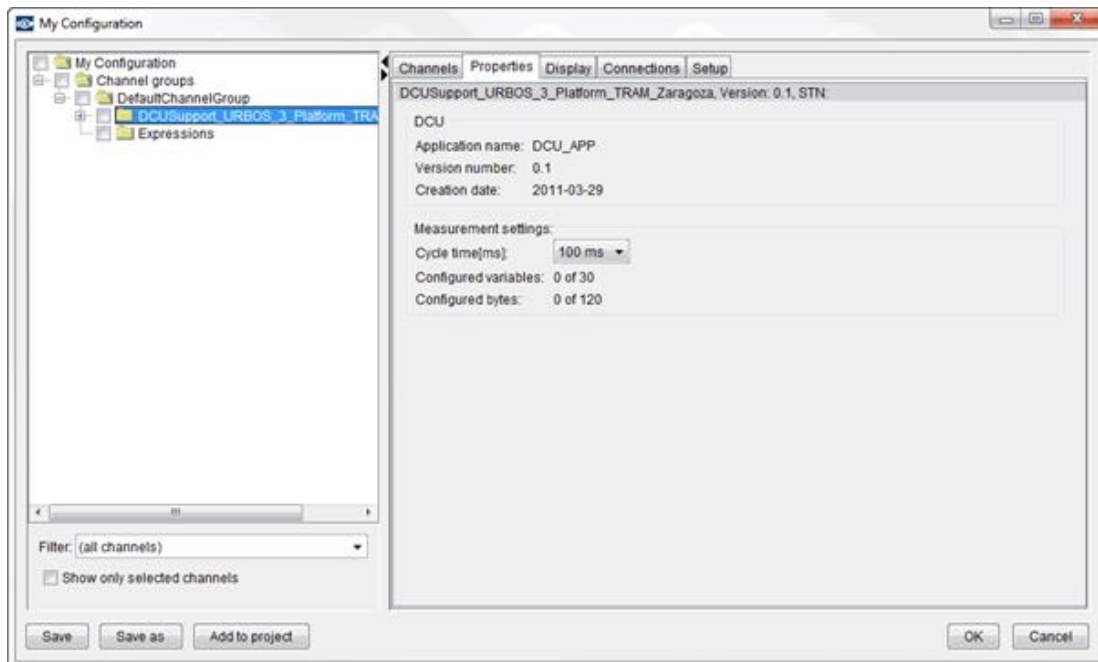 My Configuration
My Configuration
Channel groups
DefaultChannelGroup
DCUSupport_URBOS_3_Platform_TRA
Expressions
Filter: (all channels)
Show only selected channels
Channels Properties Display Connections Setup
DCUSupport_URBOS_3_Platform_TRAM_Zaragoza, Version: 0.1, STN:
DCU
Application name: DCU_APP
Version number: 0.1
Creation date: 2011-03-29
Measurement settings:
Cycle time[ms]: 100 ms
Configured variables: 0 of 30
Configured bytes: 0 of 120
Save Save as Add to project OK Cancel